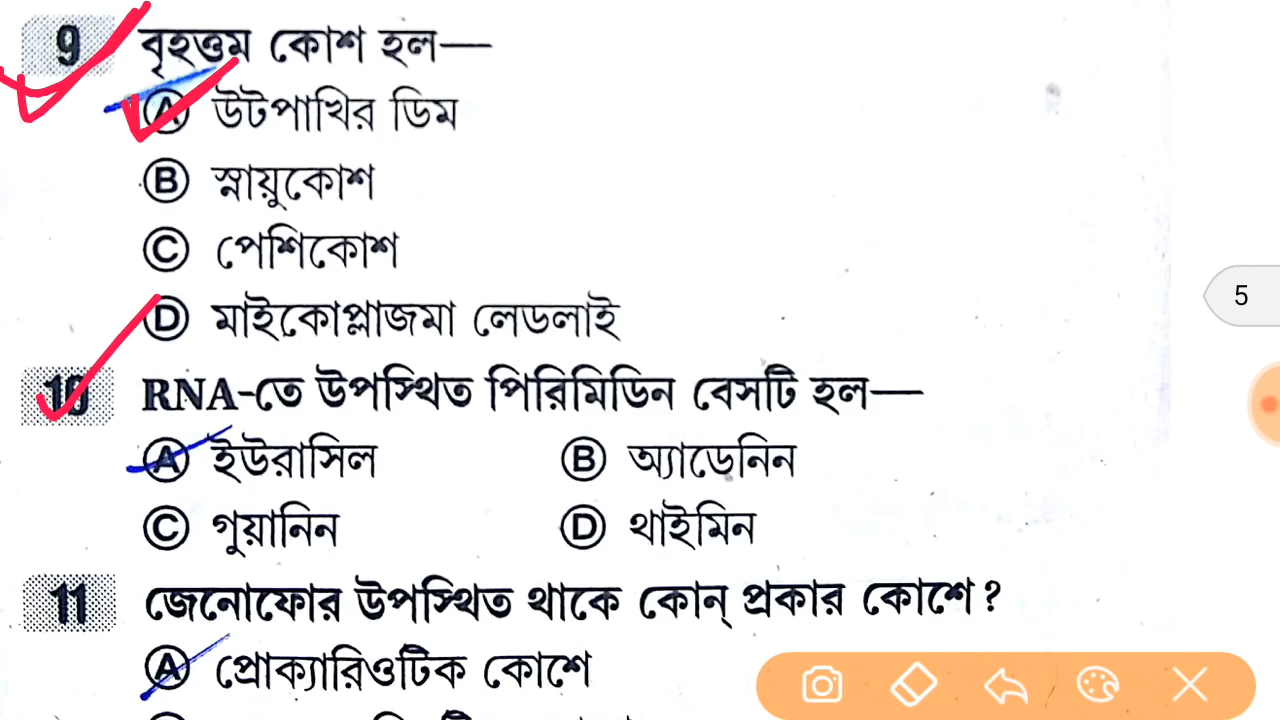 9 বৃহত্তম কোশ হল—
Ⓐ উটপাখির ডিম
Ⓑ স্নায়ুকোশ
Ⓒ পেশিকোশ
Ⓓ মাইকোপ্লাজমা লেডলাই
10 RNA-তে উপস্থিত পিরিমিডিন বেসটি হল—
Ⓐ ইউরাসিল Ⓑ অ্যাডেনিন
Ⓒ গুয়ানিন Ⓓ থাইমিন
11 জেনোফোর উপস্থিত থাকে কোন্ প্রকার কোশে?
Ⓐ প্রোক্যারিওটিক কোশে
5